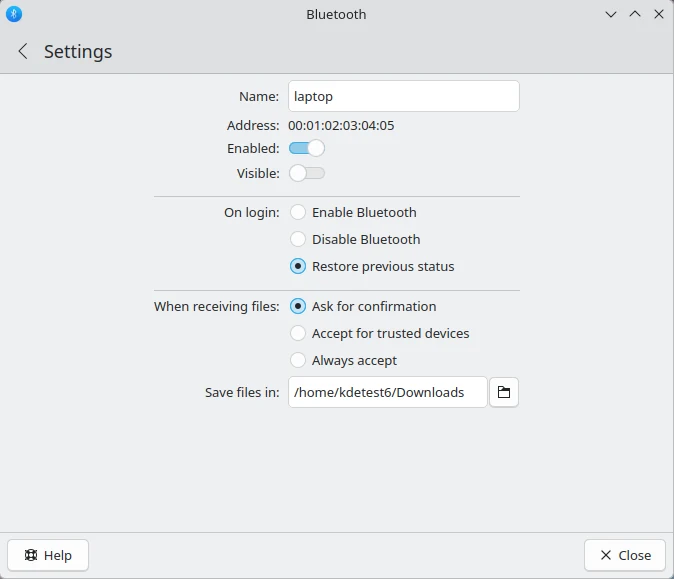 Bluetooth
Settings
Name: laptop
Address: 00:01:02:03:04:05
Enabled:
Visible:
On login: Enable Bluetooth
Disable Bluetooth
Restore previous status
When receiving files: Ask for confirmation
Accept for trusted devices
Always accept
Save files in: /home/kdetest6/Downloads
Help Close